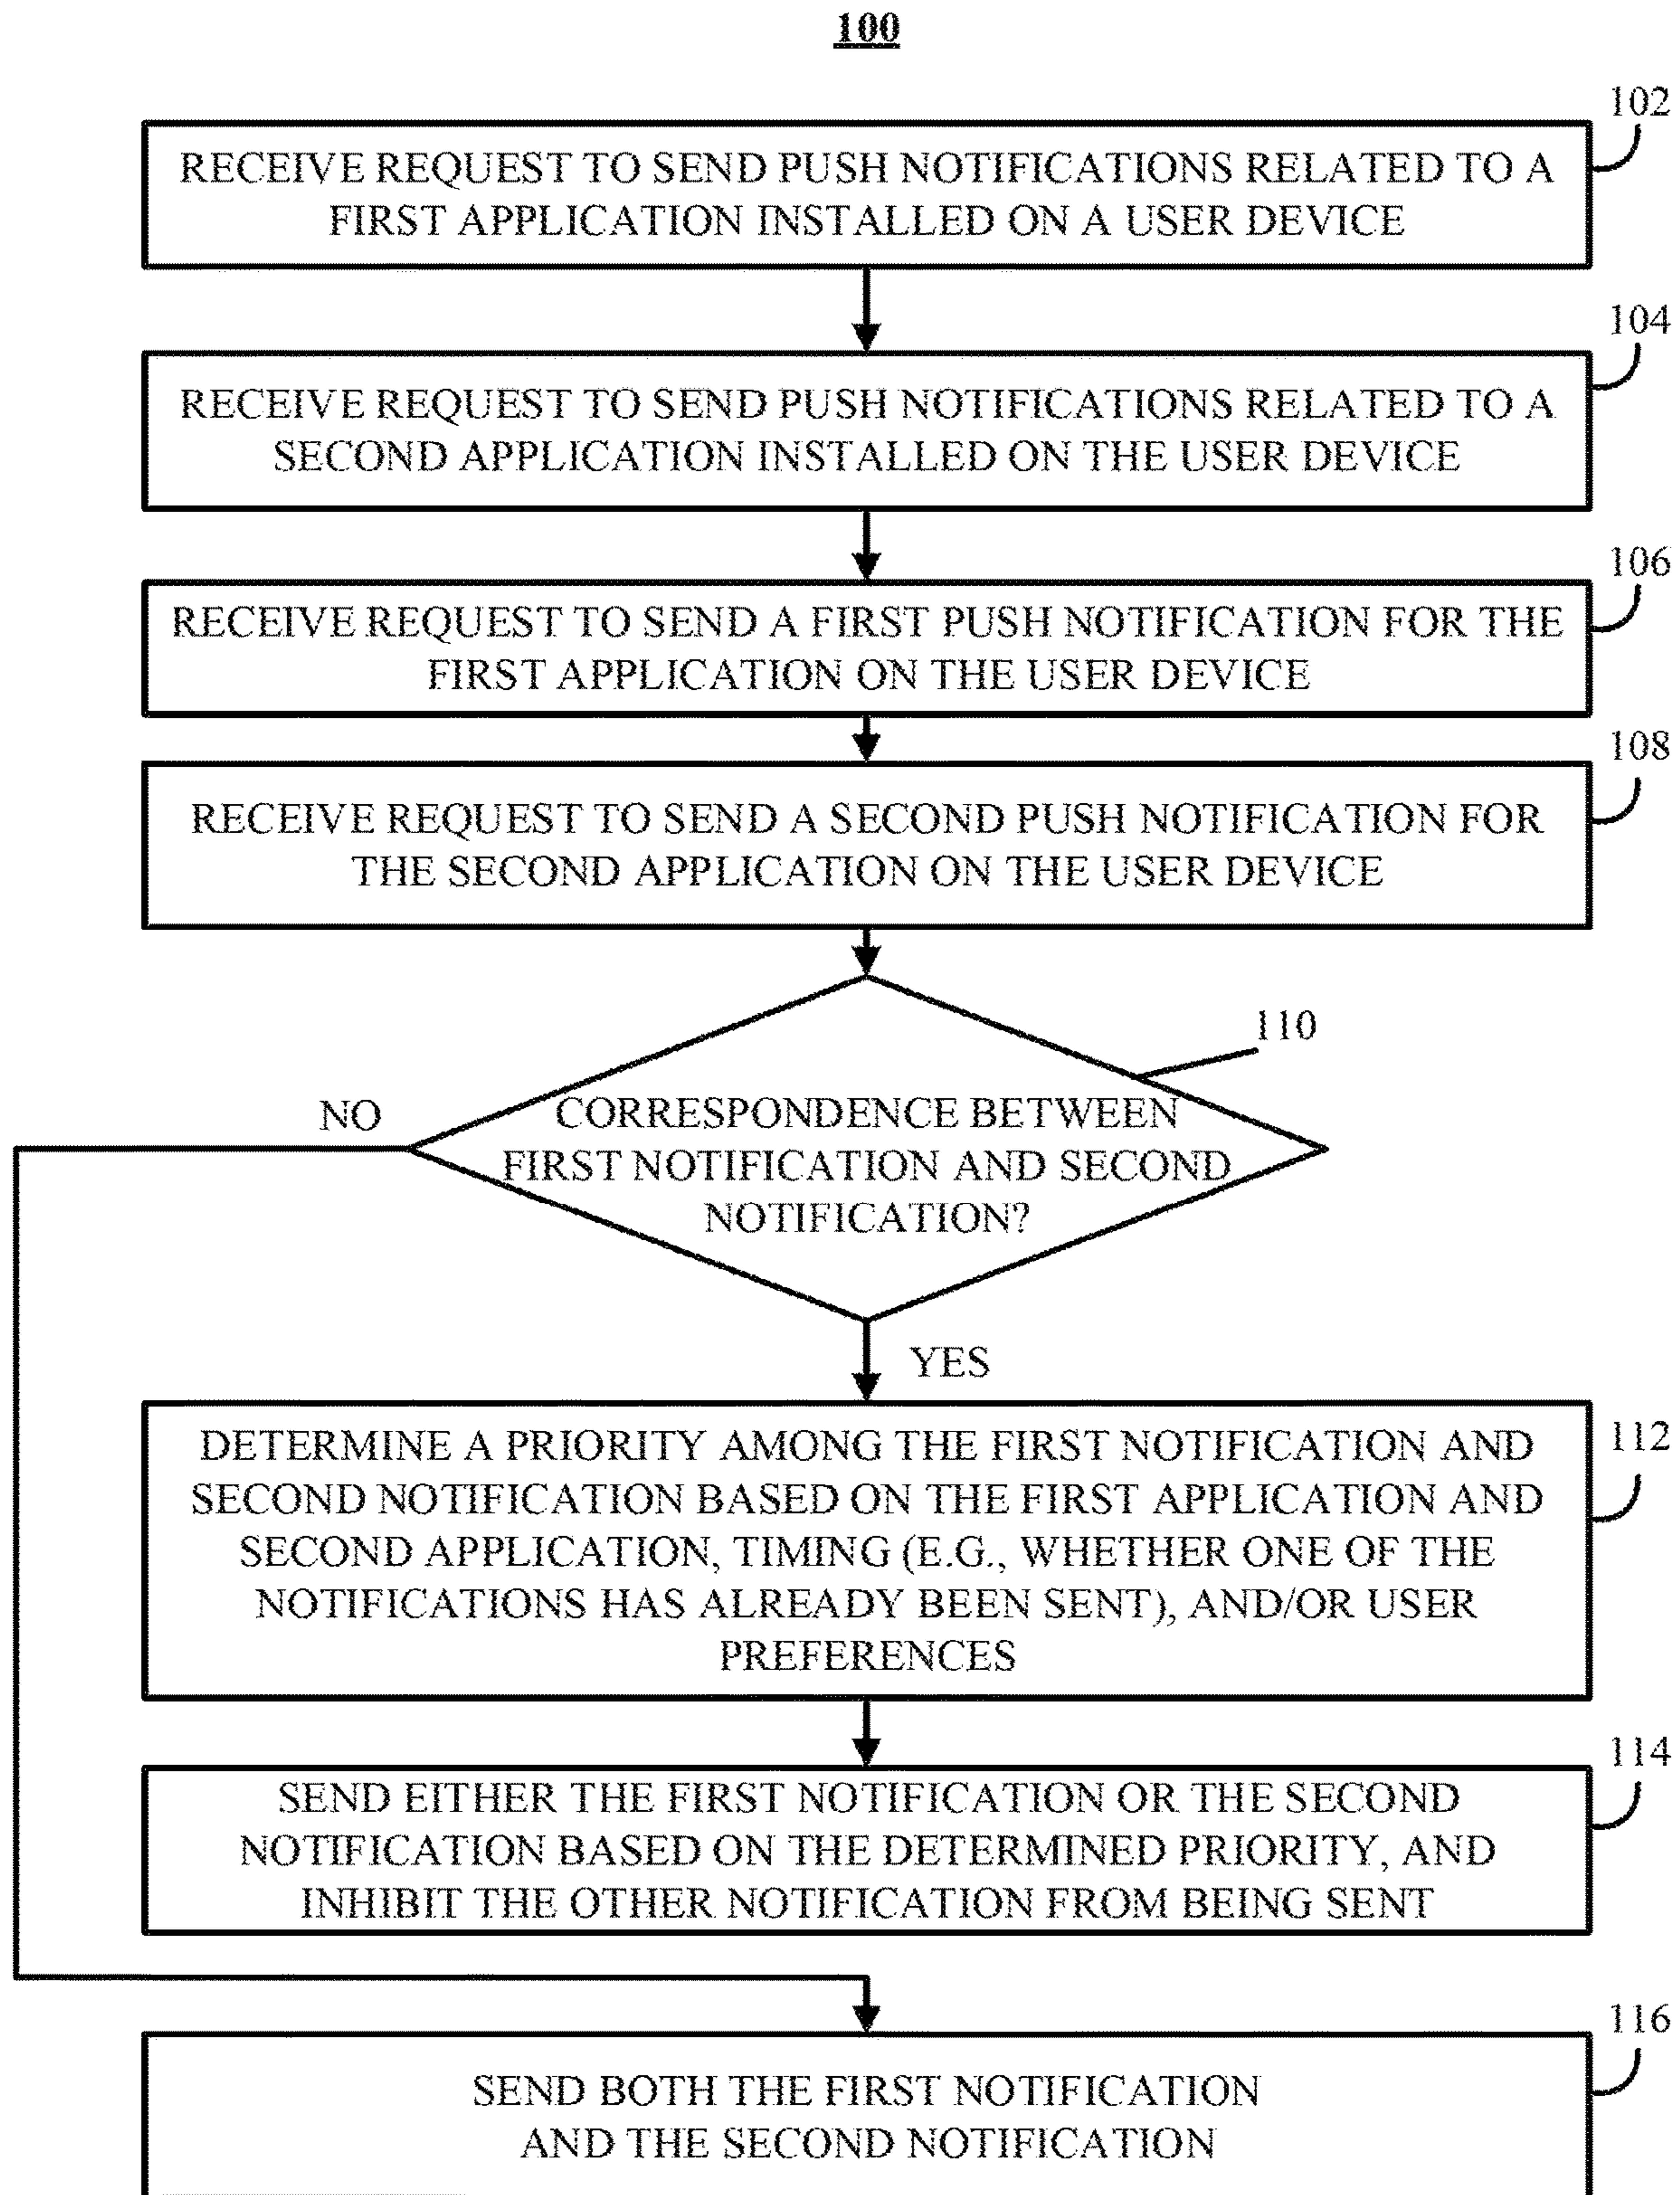 100
102
RECEIVE REQUEST TO SEND PUSH NOTIFICATIONS RELATED TO A
FIRST APPLICATION INSTALLED ON A USER DEVICE
104
RECEIVE REQUEST TO SEND PUSH NOTIFICATIONS RELATED TO A
SECOND APPLICATION INSTALLED ON THE USER DEVICE
106
RECEIVE REQUEST TO SEND A FIRST PUSH NOTIFICATION FOR THE
FIRST APPLICATION ON THE USER DEVICE
108
RECEIVE REQUEST TO SEND A SECOND PUSH NOTIFICATION FOR
THE SECOND APPLICATION ON THE USER DEVICE
110
NO
CORRESPONDENCE BETWEEN
FIRST NOTIFICATION AND SECOND
NOTIFICATION?
YES
112
DETERMINE A PRIORITY AMONG THE FIRST NOTIFICATION AND
SECOND NOTIFICATION BASED ON THE FIRST APPLICATION AND
SECOND APPLICATION, TIMING (E.G., WHETHER ONE OF THE
NOTIFICATIONS HAS ALREADY BEEN SENT), AND/OR USER
PREFERENCES
114
SEND EITHER THE FIRST NOTIFICATION OR THE SECOND
NOTIFICATION BASED ON THE DETERMINED PRIORITY, AND
INHIBIT THE OTHER NOTIFICATION FROM BEING SENT
116
SEND BOTH THE FIRST NOTIFICATION
AND THE SECOND NOTIFICATION